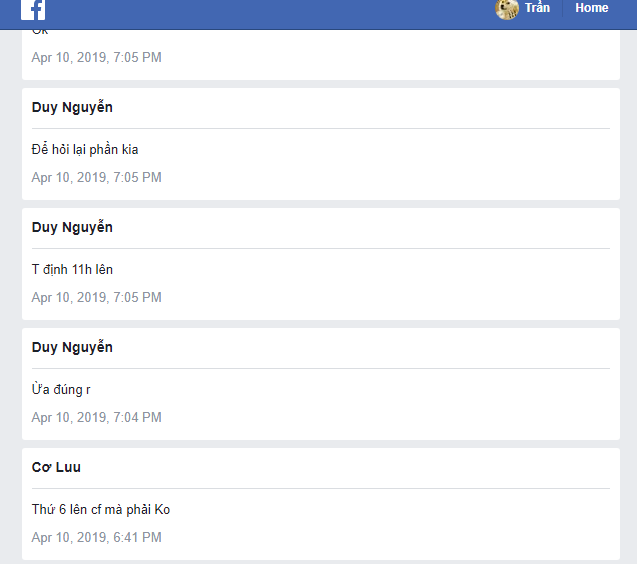 f
Trần Home
Ok
Apr 10, 2019, 7:05 PM
Duy Nguyễn
Để hỏi lại phần kia
Apr 10, 2019, 7:05 PM
Duy Nguyễn
T định 11h lên
Apr 10, 2019, 7:05 PM
Duy Nguyễn
Ừa đúng r
Apr 10, 2019, 7:04 PM
Cơ Luu
Thứ 6 lên cf mà phải Ko
Apr 10, 2019, 6:41 PM